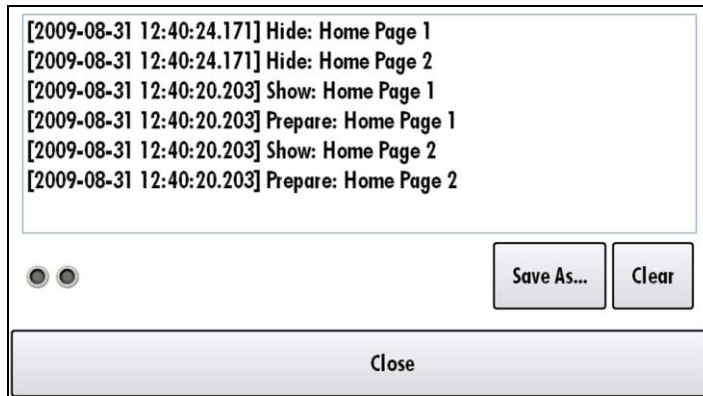 [2009-08-31 12:40:24.171] Hide: Home Page 1
[2009-08-31 12:40:24.171] Hide: Home Page 2
[2009-08-31 12:40:20.203] Show: Home Page 1
[2009-08-31 12:40:20.203] Prepare: Home Page 1
[2009-08-31 12:40:20.203] Show: Home Page 2
[2009-08-31 12:40:20.203] Prepare: Home Page 2
Save As... Clear
Close